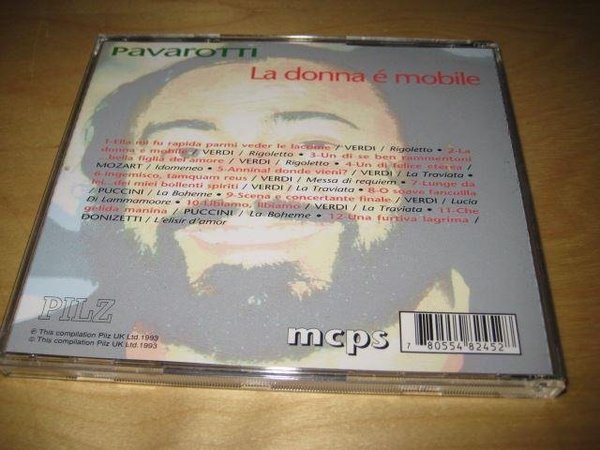 PavaroTTI
La donna é mobile
1-Ella mi fu rapida parmi veder le lacome / VERDI / Rigoletto • 2-La
donna e mobile / VERDI / Rigoletto • 3-Un di se ben rammentoni
bella figlia del amore / VERDI / Rigoletto • 4-Un di felice eterea /
MOZART / Idomeneo • 5-Annina! donde vieni? / VERDI / La Traviata •
6-ingemisco, tamquam reus / VERDI / Messa di requiem • 7-Lunge da
lei...dei miei bollenti spiriti / VERDI / La Traviata • 8-O soave fanculla
/ PUCCINI / La Boheme • 9-Scena e concertante finale / VERDI / Lucia
Di Lammamoore • 10-Libiamo, libiamo / VERDI / La Traviata • 11-Che
gelida manina / PUCCINI / La Boheme • 12-Una furtiva lagrima /
DONIZETTI / L'elisir d'amor
PILZ
℗ This compilation Pilz UK Ltd.1993
© This compilation Pilz UK Ltd.1993
mcps
7 80554 82452